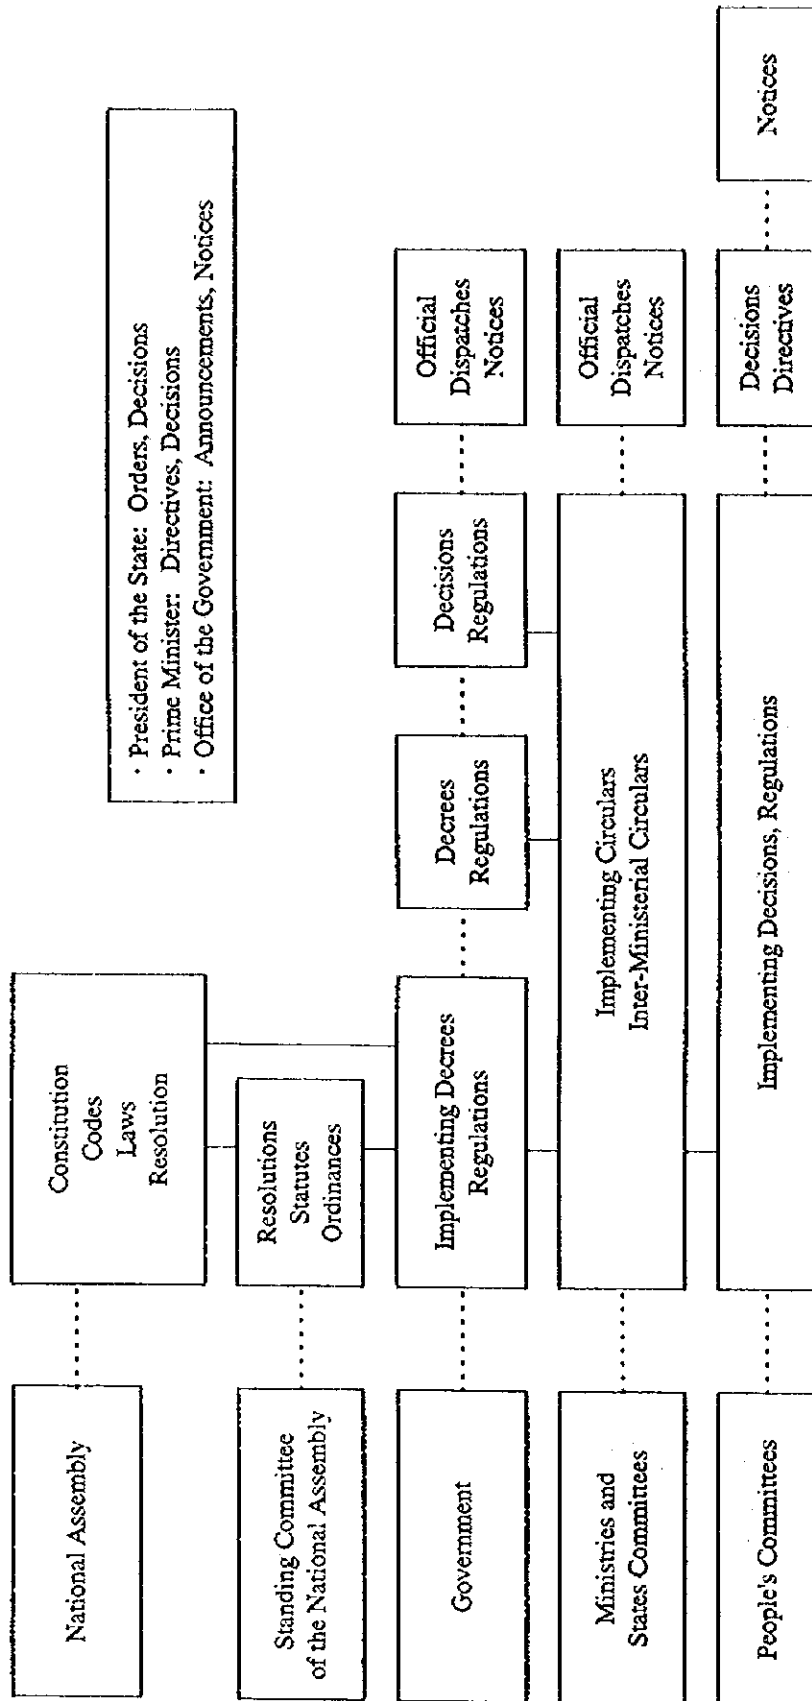 National Assembly
Constitution
Codes
Laws
Resolution
· President of the State: Orders, Decisions
· Prime Minister: Directives, Decisions
· Office of the Government: Announcements, Notices
Standing Committee
of the National Assembly
Resolutions
Statutes
Ordinances
Government
Implementing Decrees
Regulations
Decrees
Regulations
Decisions
Regulations
Official
Dispatches
Notices
Ministries and
States Committees
Implementing Circulars
Inter-Ministerial Circulars
Official
Dispatches
Notices
People's Committees
Implementing Decisions, Regulations
Decisions
Directives
Notices